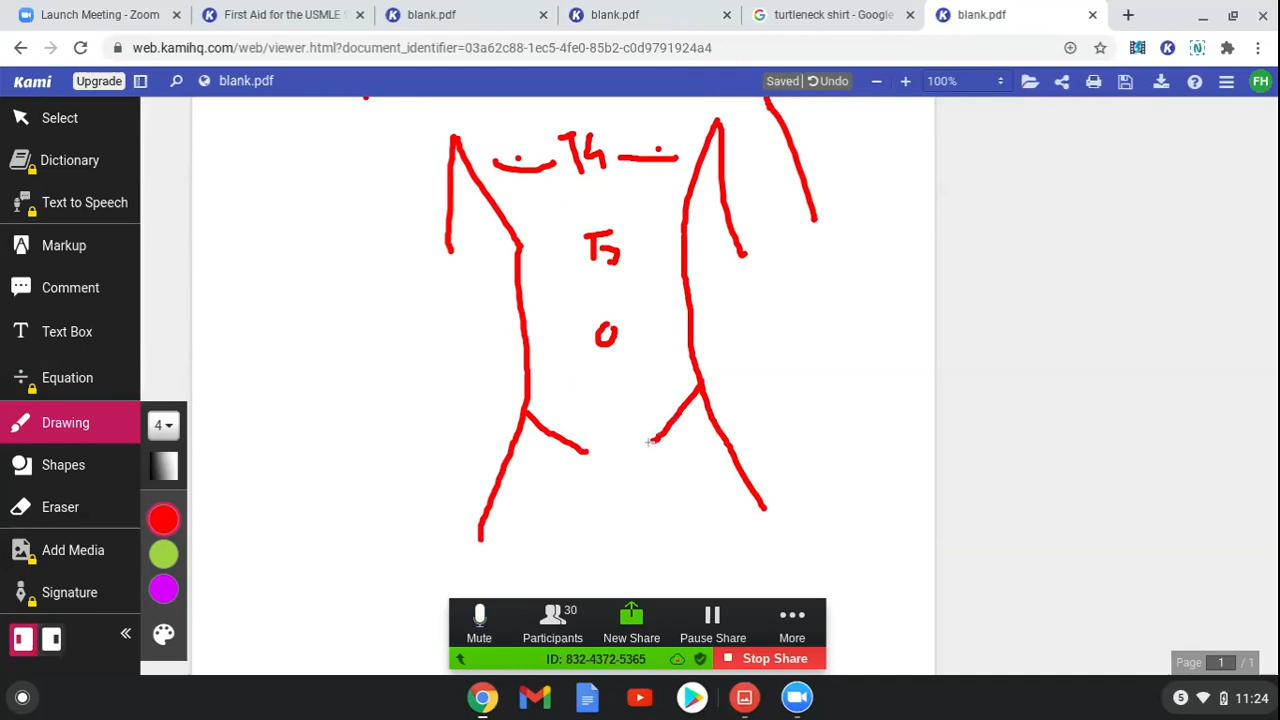 Launch Meeting - Zoom
First Aid for the USMLE
blank.pdf
blank.pdf
turtleneck shirt - Google
blank.pdf
web.kamihq.com/web/viewer.html?document_identifier=03a62c88-1ec5-4fe0-85b2-c0d9791924a4
Kami Upgrade blank.pdf Saved Undo 100% FH
Select
Dictionary
Text to Speech
Markup
Comment
Text Box
Equation
Drawing
Shapes
Eraser
Add Media
Signature
4
T4
Mute
30
Participants
New Share
Pause Share
More
ID: 832-4372-5365
Stop Share
Page 1 / 1
5 11:24